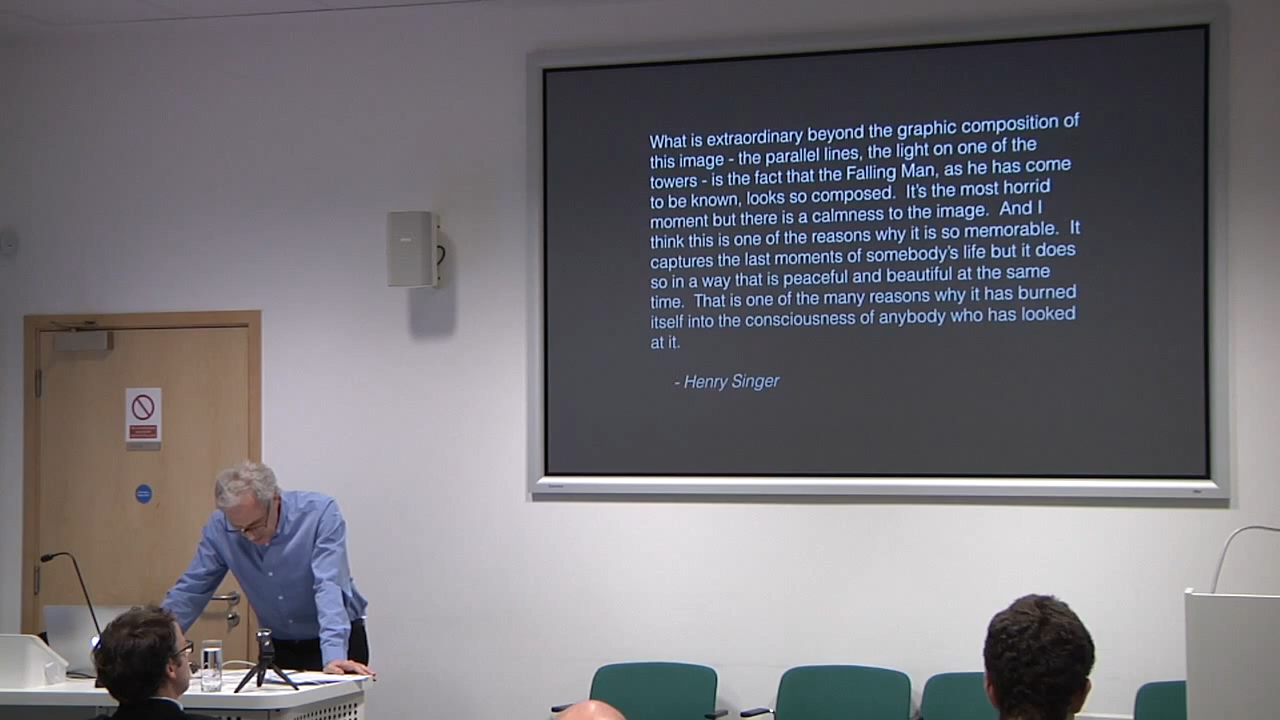 What is extraordinary beyond the graphic composition of
this image - the parallel lines, the light on one of the
towers - is the fact that the Falling Man, as he has come
to be known, looks so composed. It's the most horrid
moment but there is a calmness to the image. And I
think this is one of the reasons why it is so memorable. It
captures the last moments of somebody's life but it does
so in a way that is peaceful and beautiful at the same
time. That is one of the many reasons why it has burned
itself into the consciousness of anybody who has looked
at it.
- Henry Singer